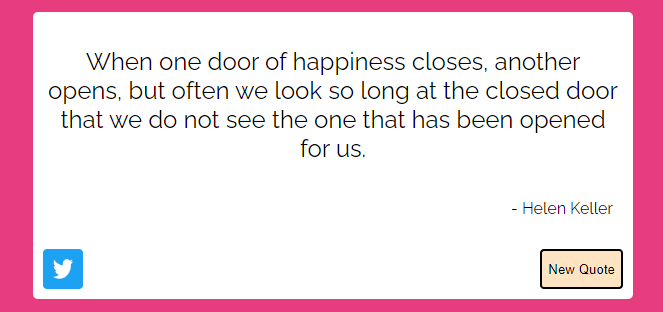 When one door of happiness closes, another
opens, but often we look so long at the closed door
that we do not see the one that has been opened
for us.
- Helen Keller
New Quote